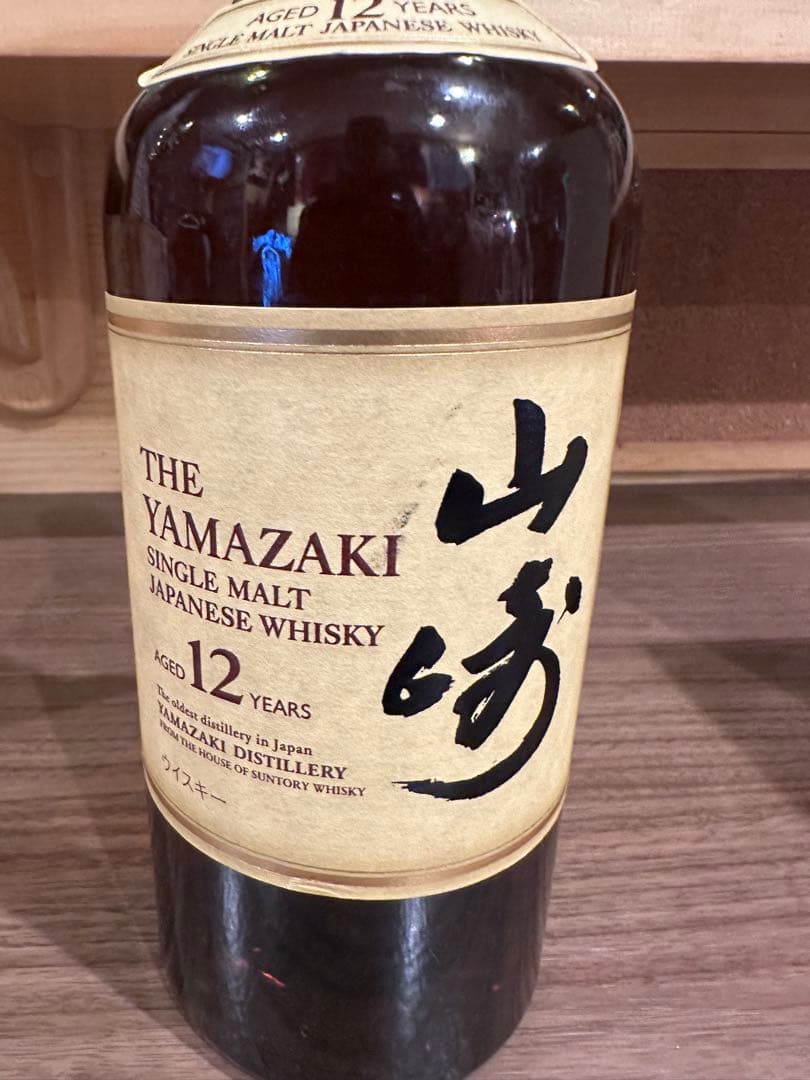 AGED 12 YEARS
SINGLE MALT JAPANESE WHISKY
THE
YAMAZAKI
SINGLE MALT
JAPANESE WHISKY
AGED 12 YEARS
The oldest distillery in Japan
YAMAZAKI DISTILLERY
FROM THE HOUSE OF SUNTORY WHISKY
ウイスキー
山崎